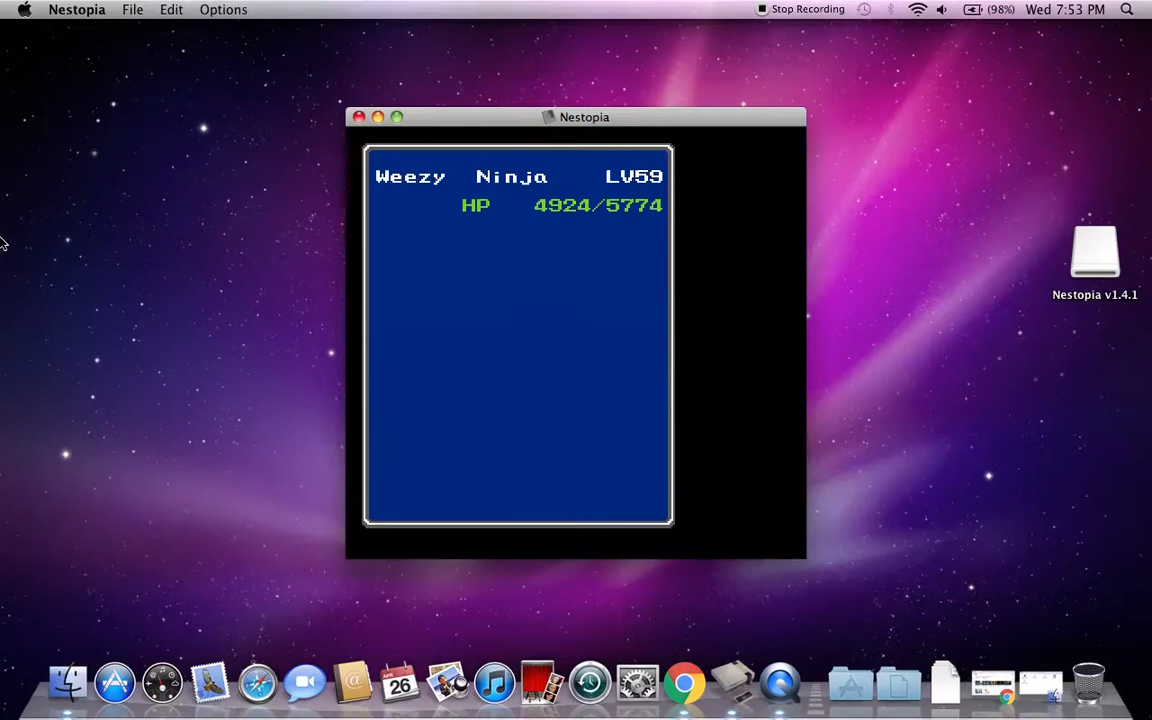 Nestopia File Edit Options Stop Recording (98%) Wed 7:53 PM
Nestopia
Weezy Ninja LV59
HP 4924/5774
Nestopia v1.4.1
APR
26